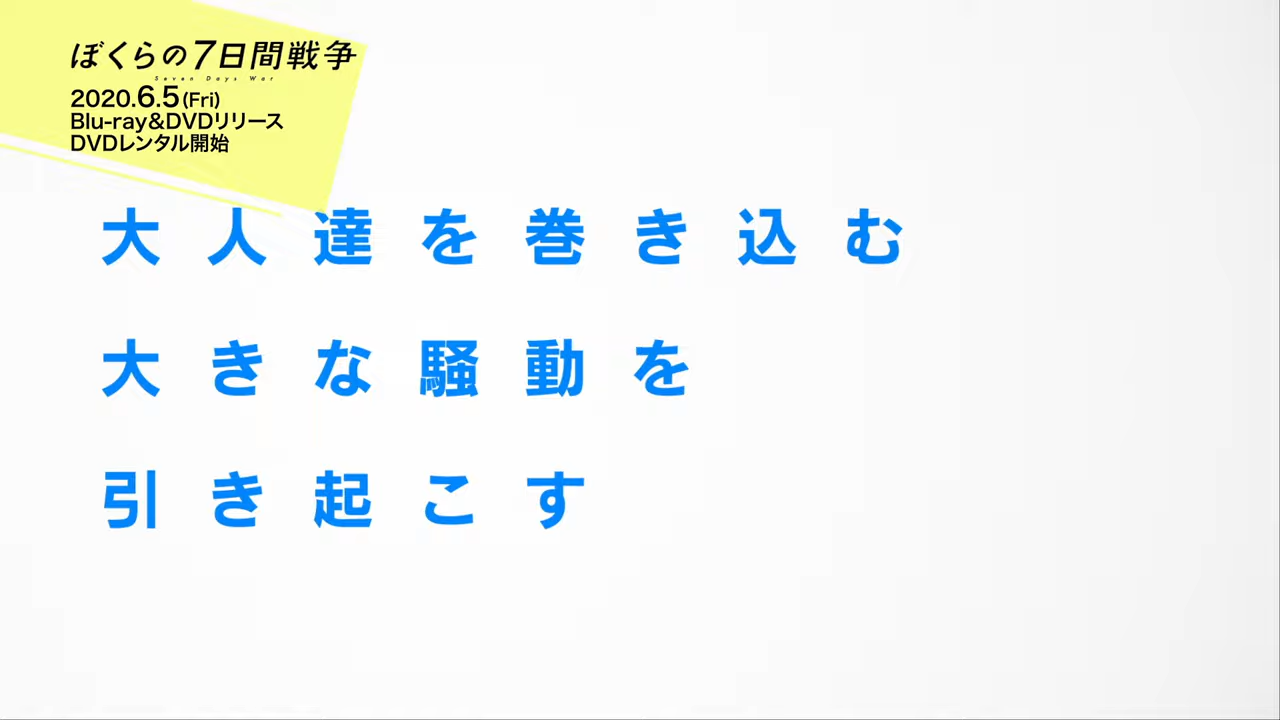 ぼくらの7日間戦争
Seven Days War
2020.6.5(Fri)
Blu-ray&DVDリリース
DVDレンタル開始
大人達を巻き込む
大きな騒動を
引き起こす